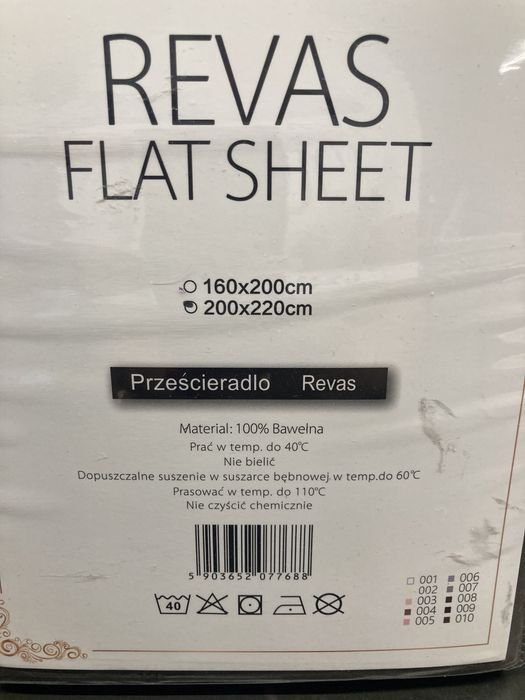 REVAS
FLAT SHEET
160x200cm
200x220cm
Prześcieradlo Revas
Material: 100% Bawelna
Prać w temp. do 40°C
Nie bielić
Dopuszczalne suszenie w suszarce bębnowej w temp.do 60°C
Prasować w temp. do 110°C
Nie czyścić chemicznie
5 903652 077688
40
001 006
002 007
003 008
004 009
005 010